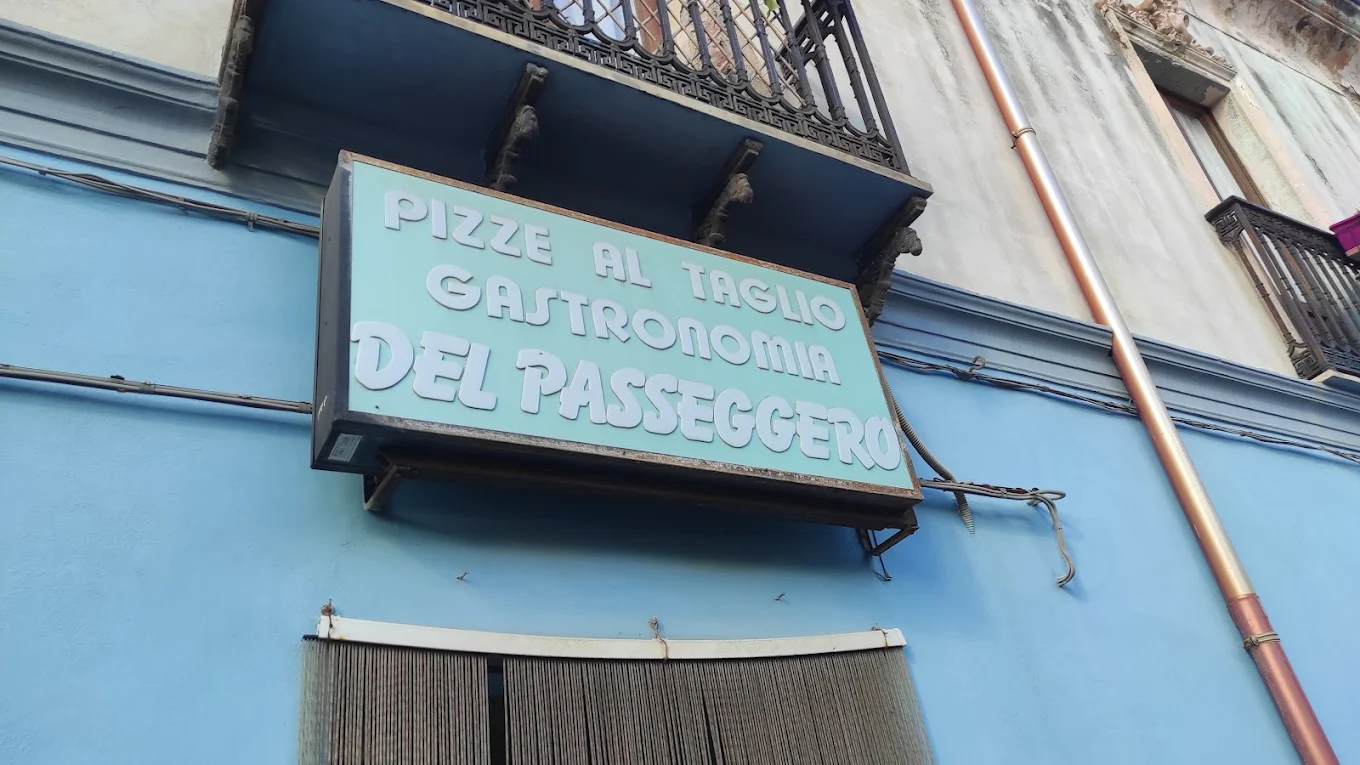 PIZZE AL TAGLIO
GASTRONOMIA
DEL PASSEGGERO